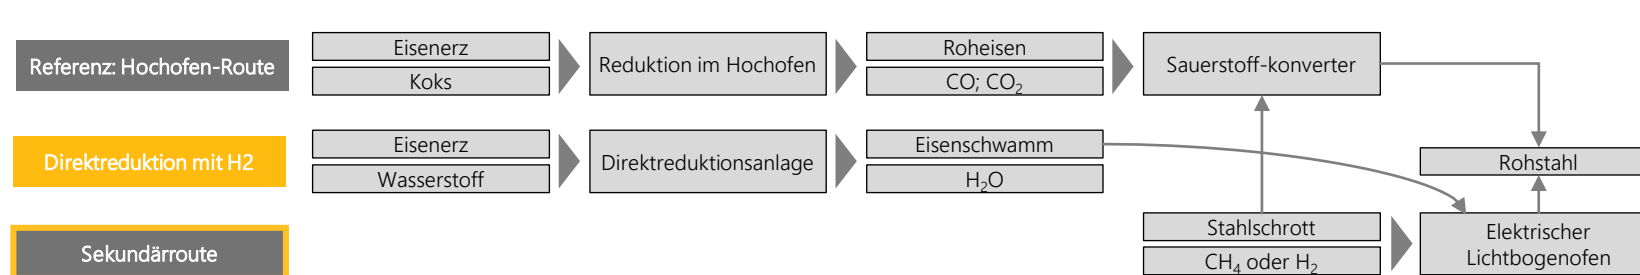 Referenz: Hochofen-Route
Eisenerz
Koks
Reduktion im Hochofen
Roheisen
CO; CO₂
Sauerstoff-konverter
Direktreduktion mit H2
Eisenerz
Wasserstoff
Direktreduktionsanlage
Eisenschwamm
H₂O
Rohstahl
Sekundärroute
Stahlschrott
CH₄ oder H₂
Elektrischer
Lichtbogenofen